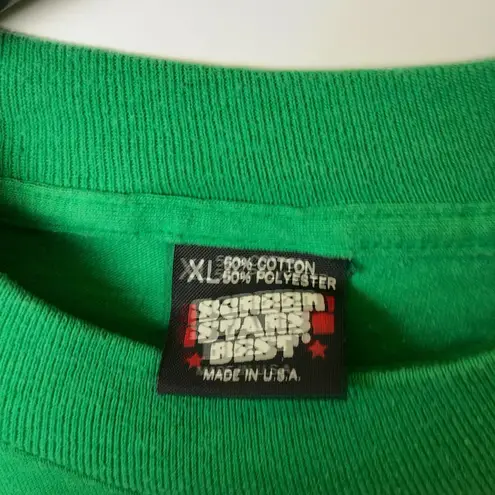 XL 50% COTTON
50% POLYESTER
SCREEN
STARS
BEST
MADE IN U.S.A.